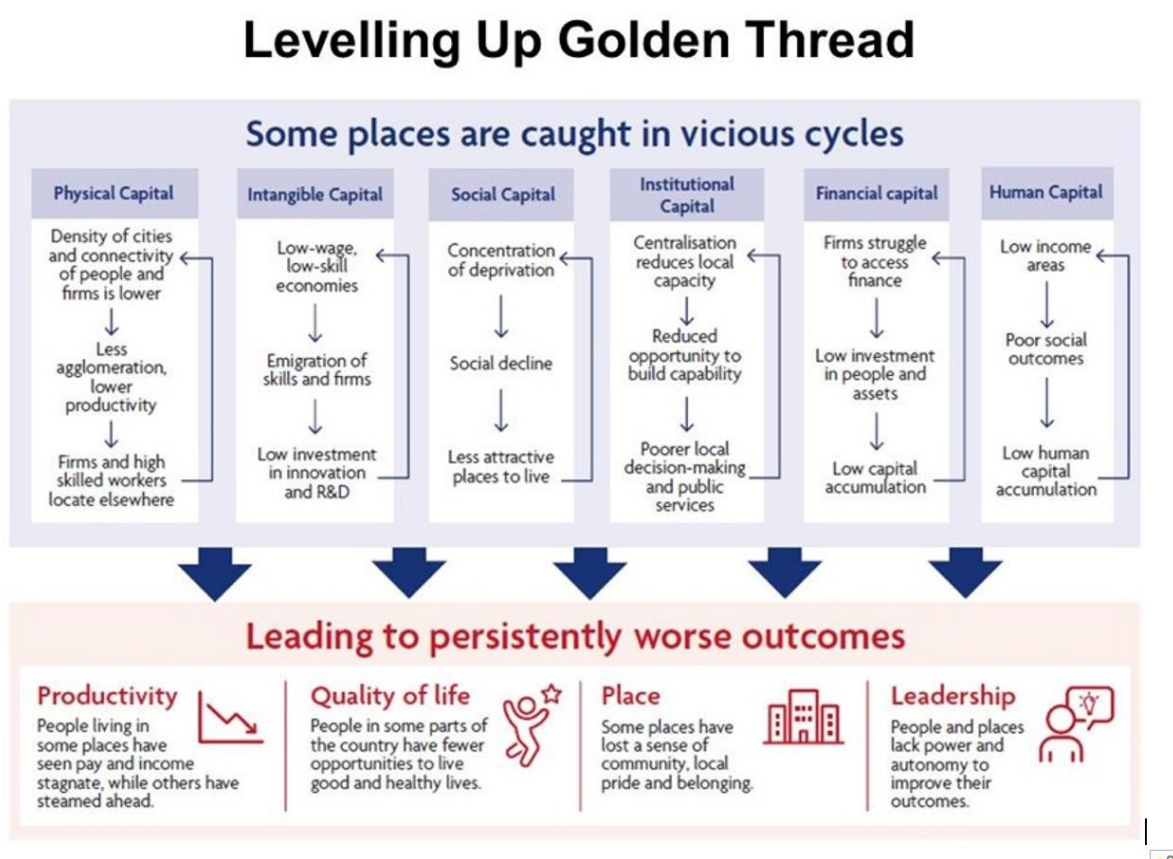 Levelling Up Golden Thread
Some places are caught in vicious cycles
Physical Capital
Density of cities
and connectivity
of people and
firms is lower
Less
agglomeration,
lower
productivity
Firms and high
skilled workers
locate elsewhere
Intangible Capital
Low-wage,
low-skill
economies
Emigration of
skills and firms
Low investment
in innovation
and R&D
Social Capital
Concentration
of deprivation
Social decline
Less attractive
places to live
Institutional
Capital
Centralisation
reduces local
capacity
Reduced
opportunity to
build capability
Poorer local
decision-making
and public
services
Financial capital
Firms struggle
to access
finance
Low investment
in people and
assets
Low capital
accumulation
Human Capital
Low income
areas
Poor social
outcomes
Low human
capital
accumulation
Leading to persistently worse outcomes
Productivity
People living in
some places have
seen pay and income
stagnate, while others have
steamed ahead.
Quality of life
People in some parts of
the country have fewer
opportunities to live
good and healthy lives.
Place
Some places have
lost a sense of
community, local
pride and belonging.
Leadership
People and places
lack power and
autonomy to
improve their
outcomes.